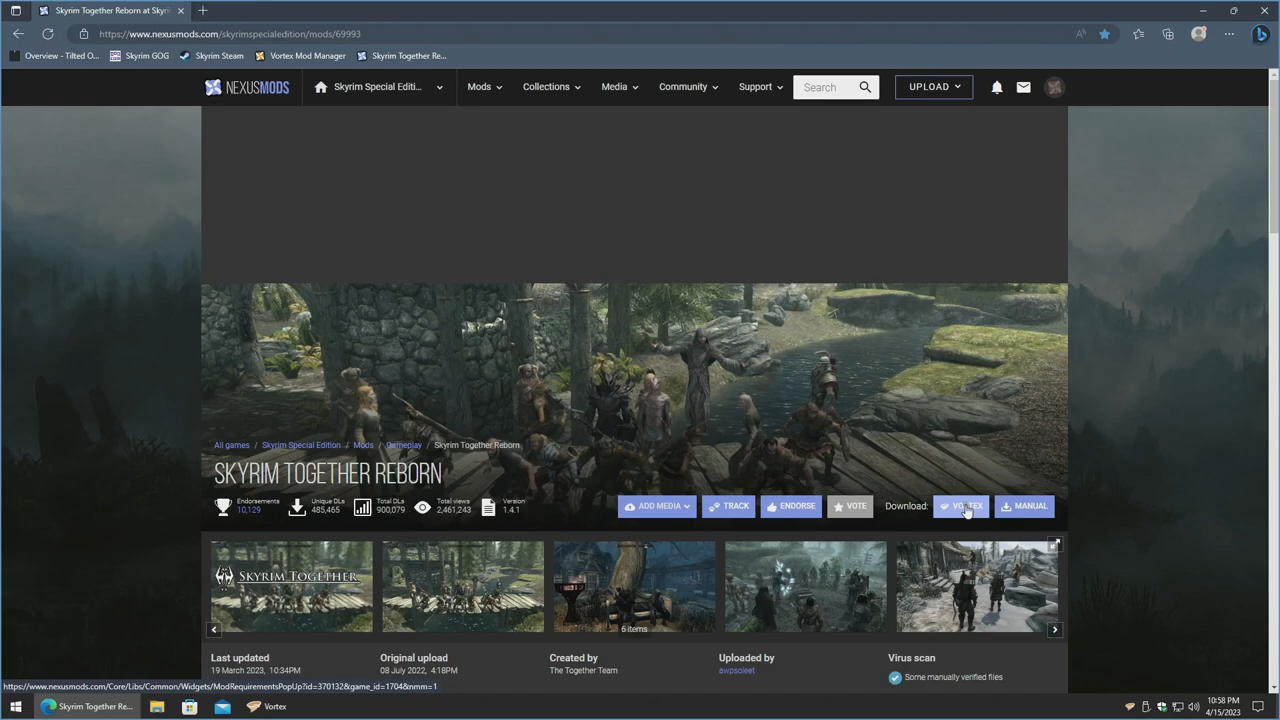 Skyrim Together Reborn at Skyri
https://www.nexusmods.com/skyrimspecialedition/mods/69993
Overview - Tilted O...
Skyrim GOG
Skyrim Steam
Vortex Mod Manager
Skyrim Together Re...
NEXUSMODS
Skyrim Special Editi...
Mods
Collections
Media
Community
Support
Search
UPLOAD
All games / Skyrim Special Edition / Mods / Gameplay / Skyrim Together Reborn
SKYRIM TOGETHER REBORN
Endorsements
10,129
Unique DLs
485,465
Total DLs
900,079
Total views
2,461,243
Version
1.4.1
ADD MEDIA
TRACK
ENDORSE
VOTE
Download:
VORTEX
MANUAL
SKYRIM TOGETHER
6 items
Last updated
19 March 2023, 10:34PM
Original upload
08 July 2022, 4:18PM
Created by
The Together Team
Uploaded by
awpsoleet
Virus scan
Some manually verified files
https://www.nexusmods.com/Core/Libs/Common/Widgets/ModRequirementsPopUp?id=370132&game_id=1704&nmm=1
Skyrim Together Re...
Vortex
10:58 PM
4/15/2023